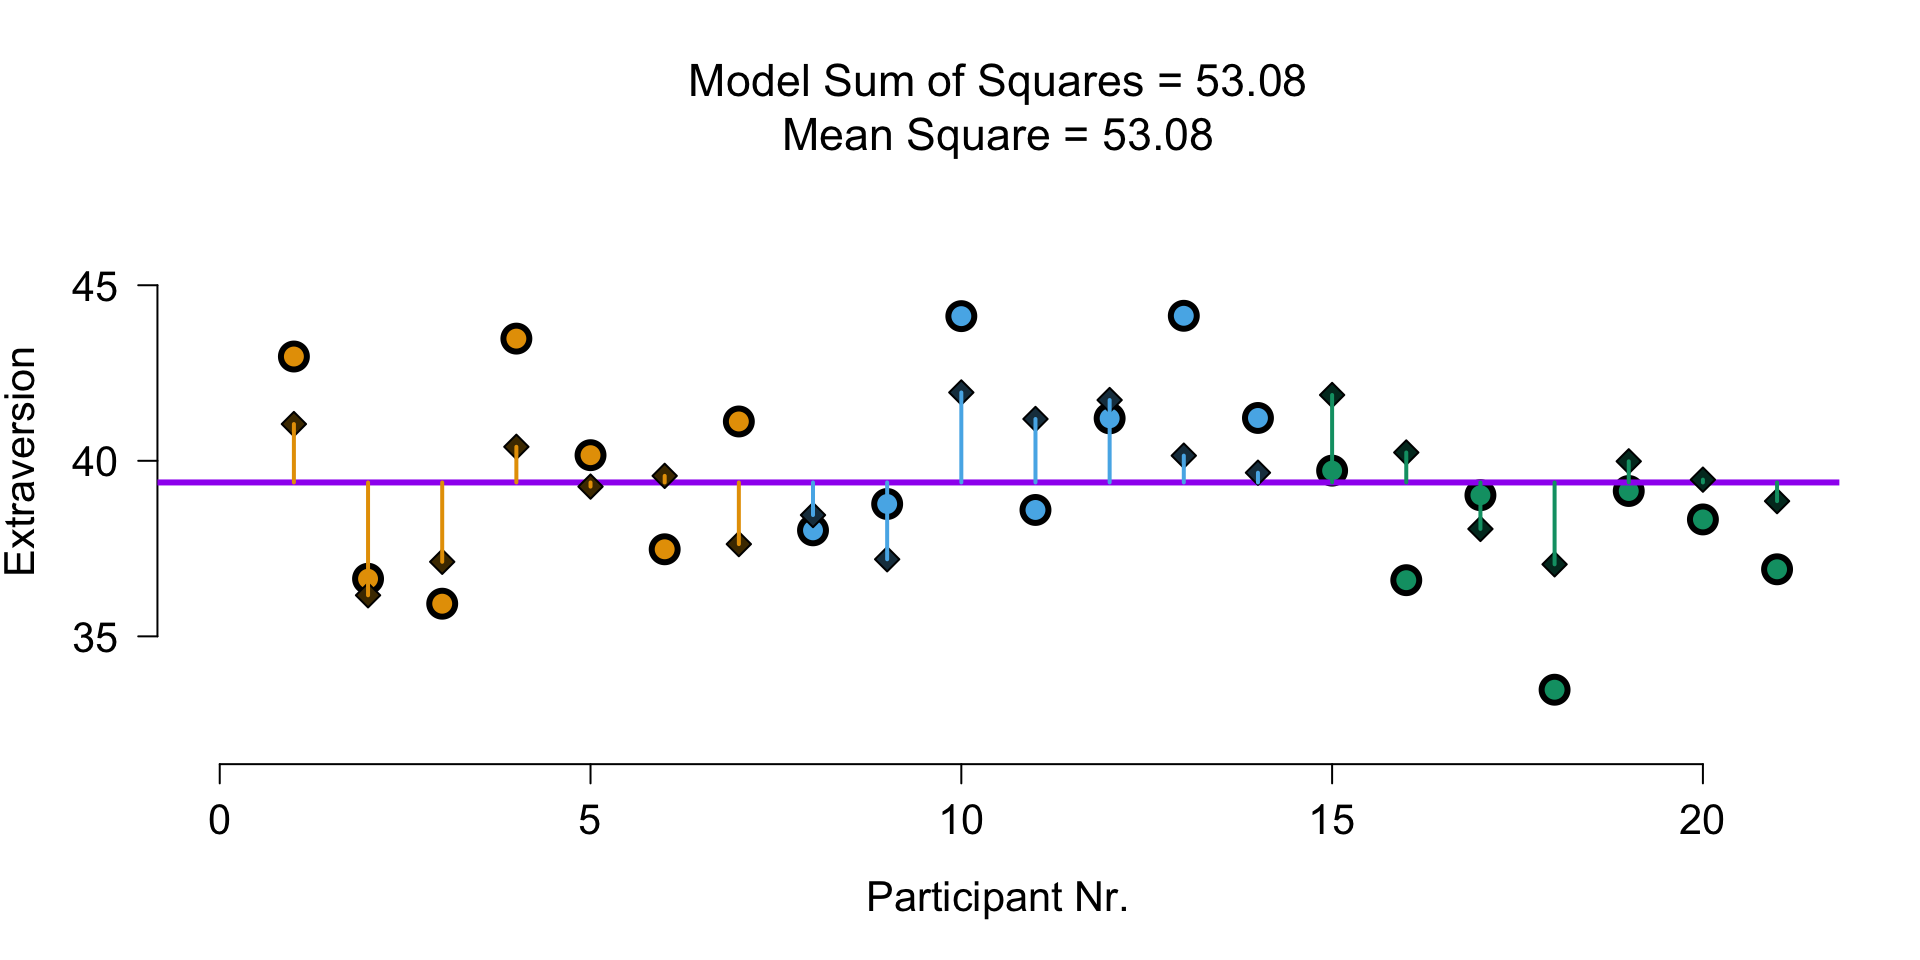 Model Sum of Squares = 53.08
Mean Square = 53.08
45
40
35
Extraversion
0 5 10 15 20
Participant Nr.